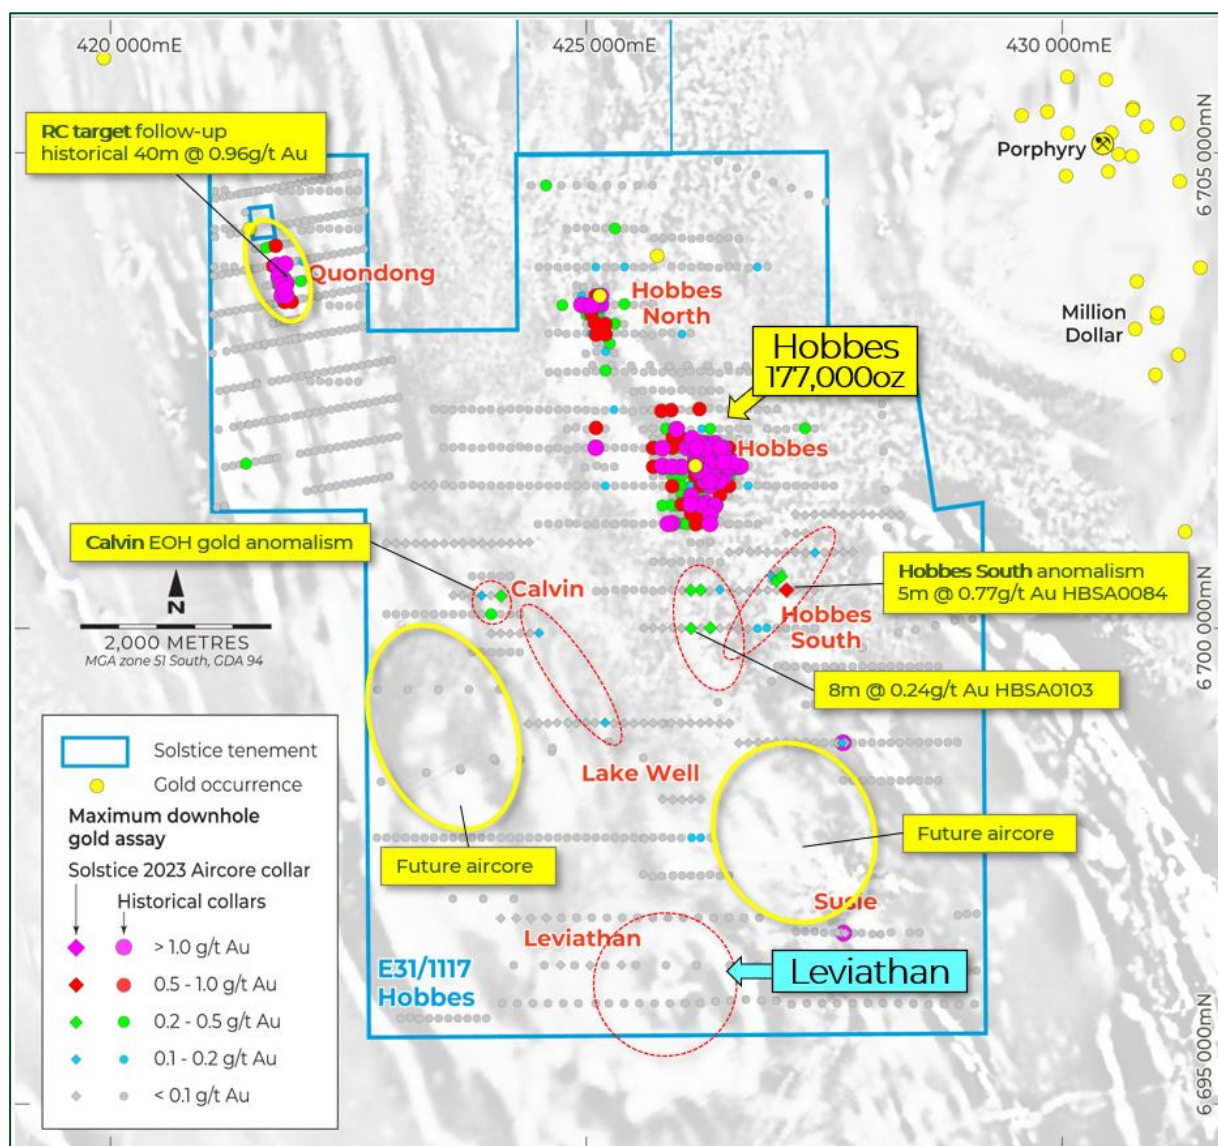 420 000mE
425 000mE
430 000mE
RC target follow-up
historical 40m @ 0.96g/t Au
Porphyry
6 705 000mN
Quondong
Hobbes
North
Million
Dollar
Hobbes
177,000oz
Hobbes
Calvin EOH gold anomalism
Calvin
Hobbes South anomalism
5m @ 0.77g/t Au HBSA0084
Hobbes
South
N
2,000 METRES
MGA zone 51 South, GDA 94
6 700 000mN
8m @ 0.24g/t Au HBSA0103
Lake Well
Solstice tenement
Gold occurrence
Maximum downhole
gold assay
Solstice 2023 Aircore collar
Historical collars
> 1.0 g/t Au
0.5 - 1.0 g/t Au
0.2 - 0.5 g/t Au
0.1 - 0.2 g/t Au
< 0.1 g/t Au
Future aircore
Future aircore
Susie
Leviathan
E31/1117
Hobbes
Leviathan
6 695 000mN